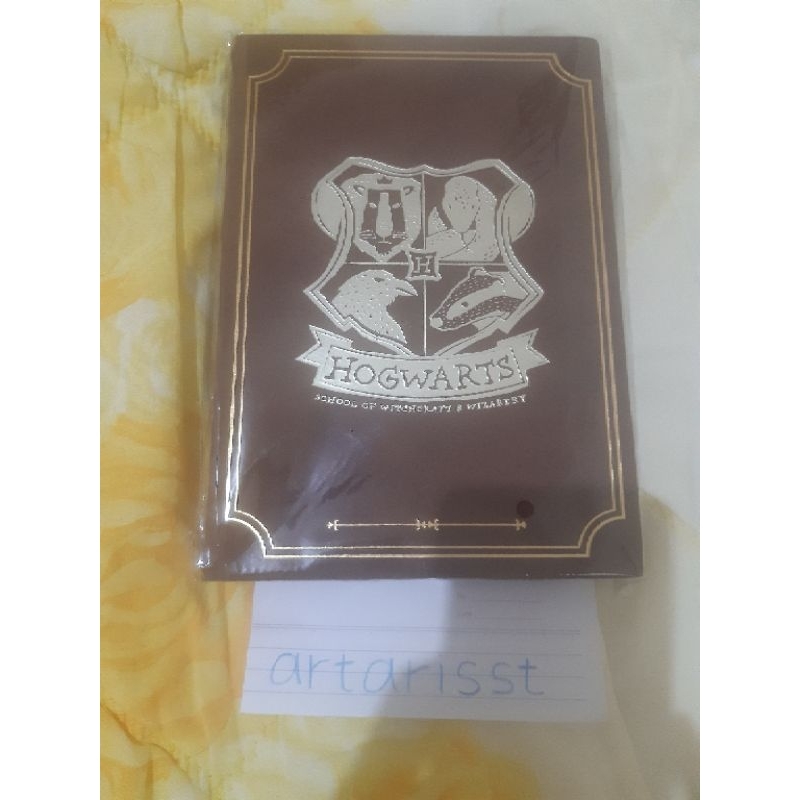 H
HOGWARTS
SCHOOL OF WITCHCRAFT & WIZARDRY
artarisst